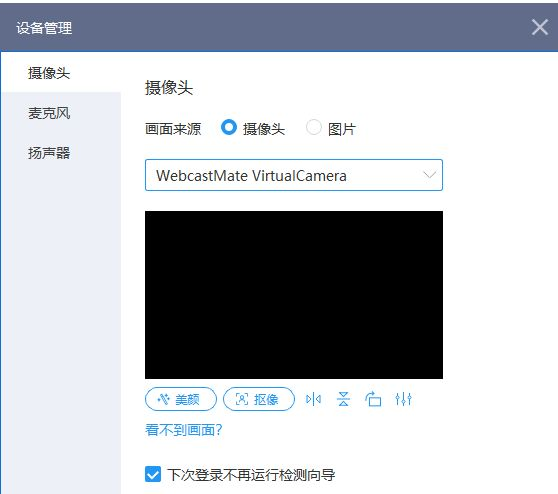 设备管理
摄像头
麦克风
扬声器
摄像头
画面来源 摄像头 图片
WebcastMate VirtualCamera
美颜 抠像
看不到画面?
下次登录不再运行检测向导